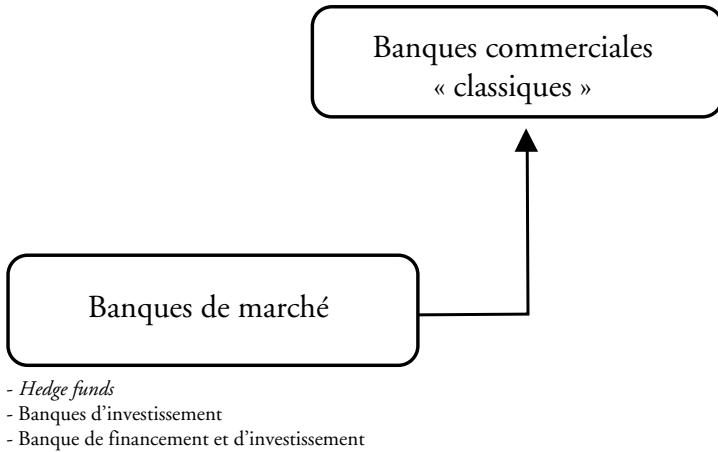 Banques commerciales
« classiques »
Banques de marché
- Hedge funds
- Banques d’investissement
- Banque de financement et d’investissement